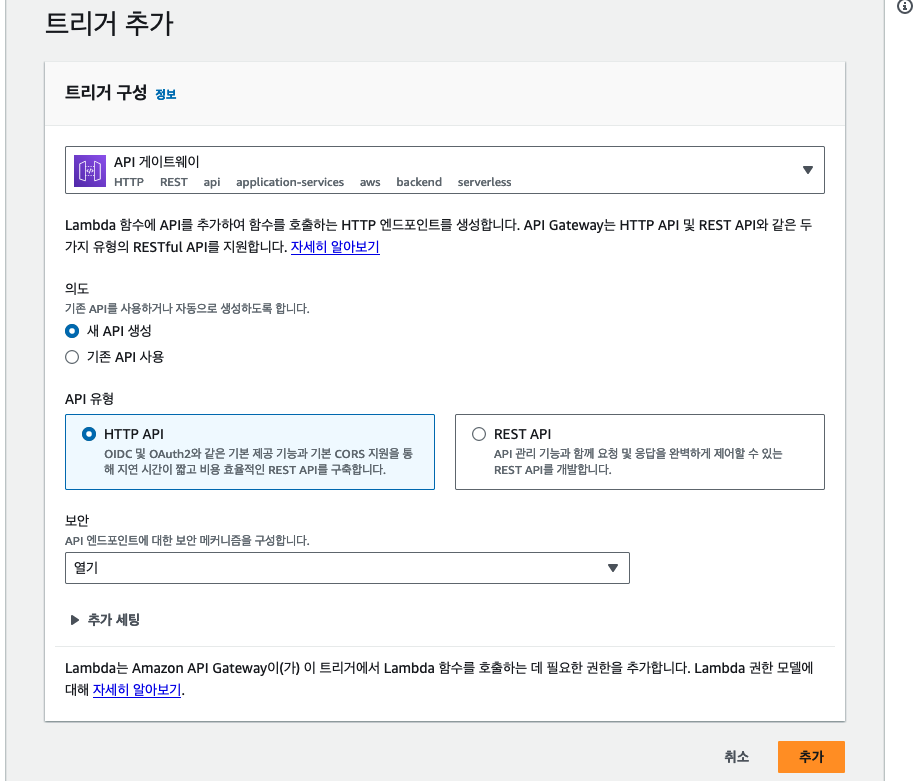 트리거 추가
트리거 구성 정보
API 게이트웨이
HTTP REST api application-services aws backend serverless
Lambda 함수에 API를 추가하여 함수를 호출하는 HTTP 엔드포인트를 생성합니다. API Gateway는 HTTP API 및 REST API와 같은 두
가지 유형의 RESTful API를 지원합니다. 자세히 알아보기
의도
기존 API를 사용하거나 자동으로 생성하도록 합니다.
새 API 생성
기존 API 사용
API 유형
HTTP API
OIDC 및 OAuth2와 같은 기본 제공 기능과 기본 CORS 지원을 통
해 지연 시간이 짧고 비용 효율적인 REST API를 구축합니다.
REST API
API 관리 기능과 함께 요청 및 응답을 완벽하게 제어할 수 있는
REST API를 개발합니다.
보안
API 엔드포인트에 대한 보안 메커니즘을 구성합니다.
열기
추가 세팅
Lambda는 Amazon API Gateway이(가) 이 트리거에서 Lambda 함수를 호출하는 데 필요한 권한을 추가합니다. Lambda 권한 모델에
대해 자세히 알아보기.
취소 추가